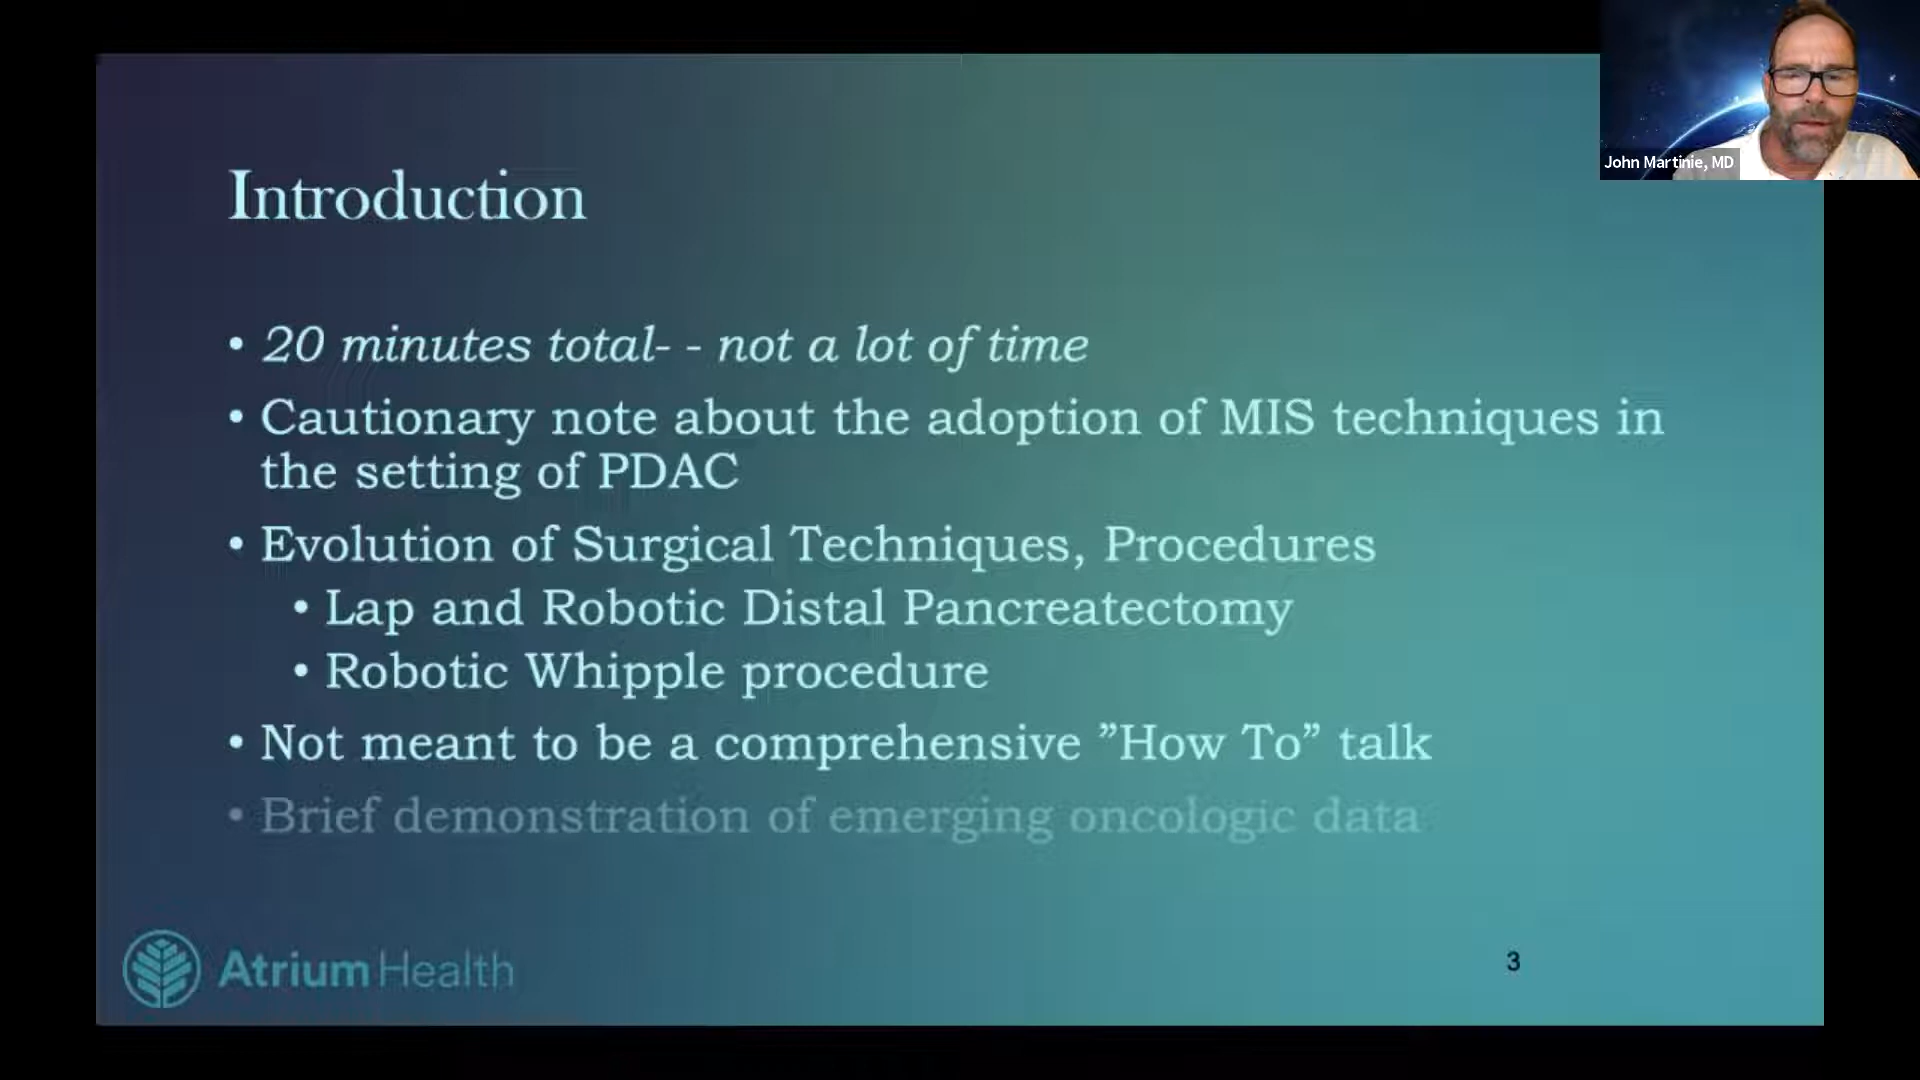 John Martinie, MD
Introduction
• 20 minutes total- - not a lot of time
• Cautionary note about the adoption of MIS techniques in
the setting of PDAC
• Evolution of Surgical Techniques, Procedures
• Lap and Robotic Distal Pancreatectomy
• Robotic Whipple procedure
• Not meant to be a comprehensive ”How To” talk
• Brief demonstration of emerging oncologic data
Atrium Health
3